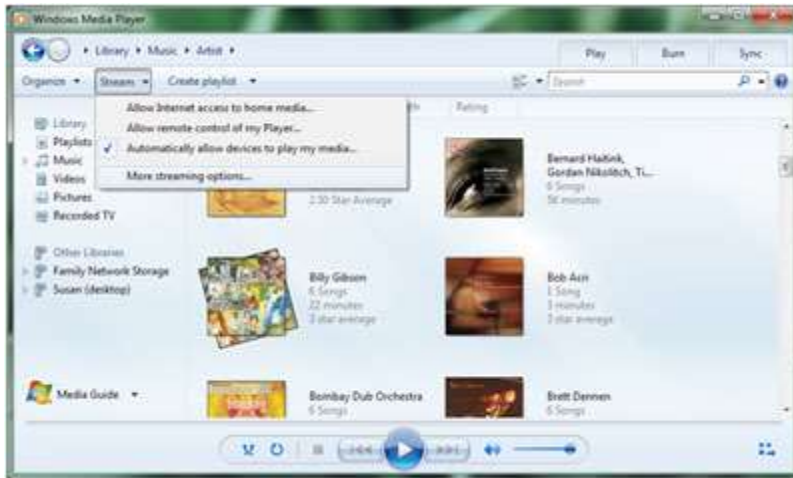 Windows Media Player
Library Music Artist
Play Burn Sync
Organize Stream Create playlist Search
Allow Internet access to home media...
Allow remote control of my Player...
Automatically allow devices to play my media...
More streaming options...
Rating
Library
Playlists
Music
Videos
Pictures
Recorded TV
Other Libraries
Family Network Storage
Susan (desktop)
Media Guide
2.30 Star Average
Bernard Haitink,
Gordan Nikolitch, Ti...
6 Songs
56 minutes
Billy Gibson
6 Songs
22 minutes
3 star average
Bob Acri
1 Song
3 minutes
3 star average
Bombay Dub Orchestra
6 Songs
Brett Dennen
6 Songs